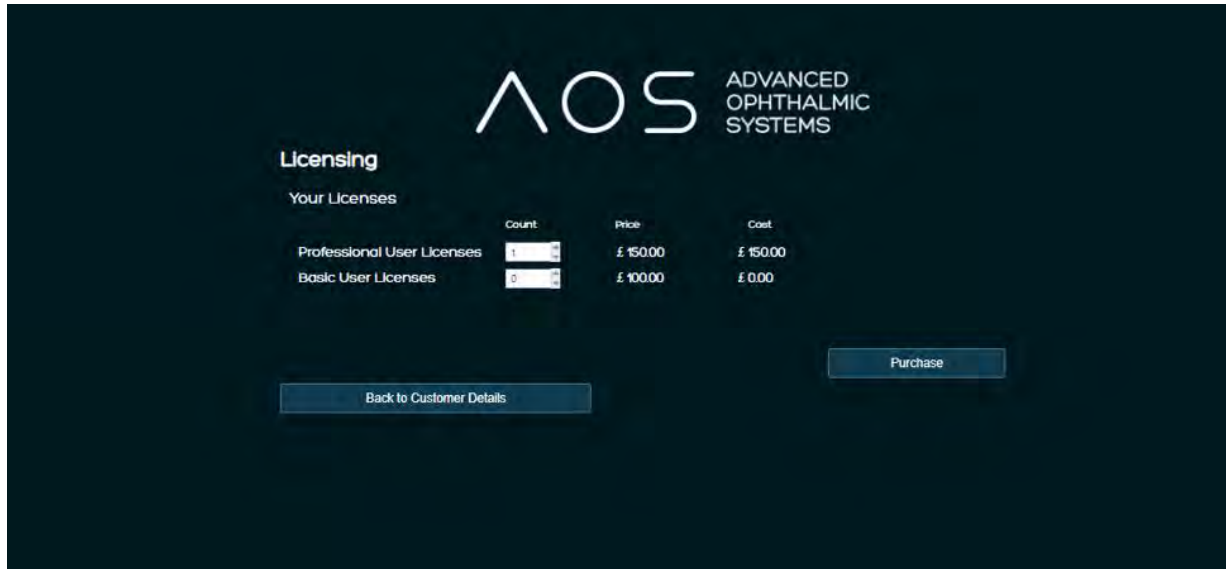 AOS
ADVANCED
OPHTHALMIC
SYSTEMS
Licensing
Your Licenses
Count Price Cost
Professional User Licenses 1 £ 150.00 £ 150.00
Basic User Licenses 0 £ 100.00 £ 0.00
Purchase
Back to Customer Details